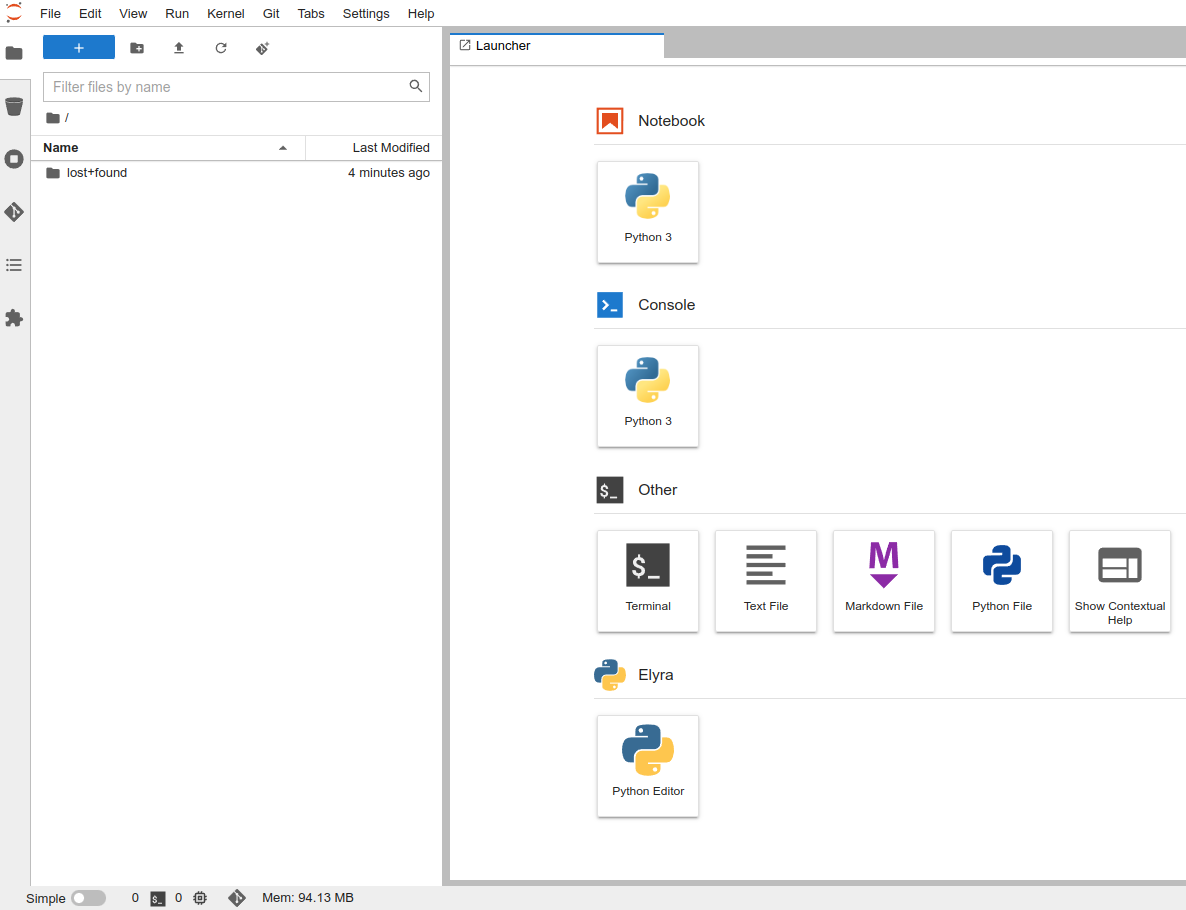 File Edit View Run Kernel Git Tabs Settings Help
Launcher
Filter files by name
/
Name Last Modified
lost+found 4 minutes ago
Notebook
Python 3
Console
Python 3
$_ Other
$_
Terminal Text File Markdown File Python File Show Contextual
Help
Elyra
Python Editor
Simple 0 $_ 0 Mem: 94.13 MB